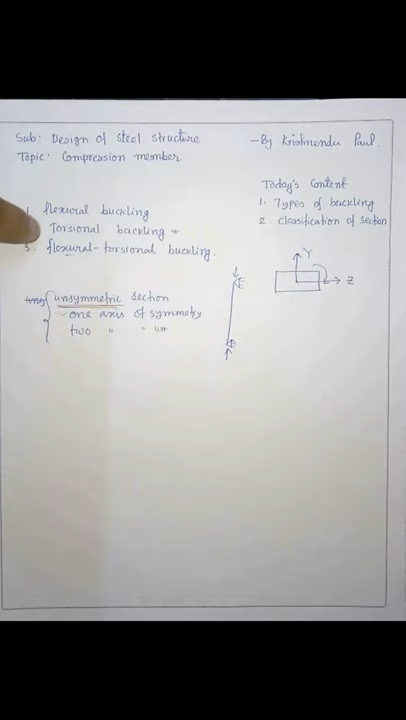 Sub: Design of Steel Structure
- By Krishnendu Paul.
Topic: Compression member
Today's Content
1. Types of buckling
2. Classification of Section
1. flexural buckling
Torsional buckling
3. flexural-torsional buckling.
unsymmetric section
one axis of symmetry
two " "
Y
Z